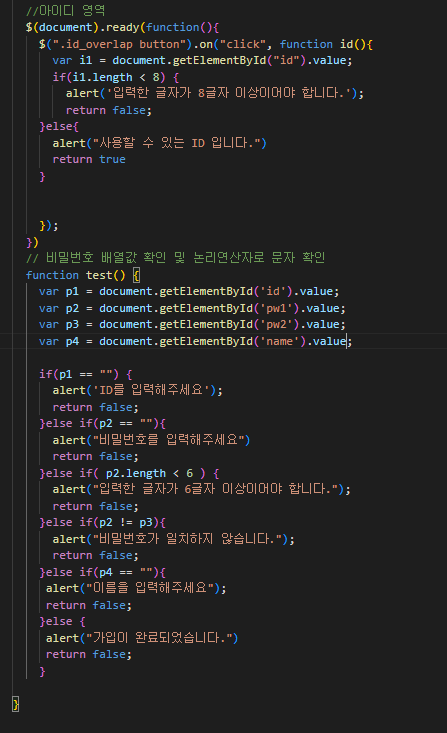 //아이디 영역
$(document).ready(function(){
$(".id_overlap button").on("click", function id(){
var i1 = document.getElementById("id").value;
if(i1.length < 8) {
alert('입력한 글자가 8글자 이상이어야 합니다.');
return false;
}else{
alert("사용할 수 있는 ID 입니다.")
return true
}
});
})
// 비밀번호 배열값 확인 및 논리연산자로 문자 확인
function test() {
var p1 = document.getElementById('id').value;
var p2 = document.getElementById('pw1').value;
var p3 = document.getElementById('pw2').value;
var p4 = document.getElementById('name').value;
if(p1 == "") {
alert('ID를 입력해주세요');
return false;
}else if(p2 == ""){
alert("비밀번호를 입력해주세요")
return false;
}else if( p2.length < 6 ) {
alert("입력한 글자가 6글자 이상이어야 합니다.");
return false;
}else if(p2 != p3){
alert("비밀번호가 일치하지 않습니다.");
return false;
}else if(p4 == ""){
alert("이름을 입력해주세요");
return false;
}else {
alert("가입이 완료되었습니다.")
return false;
}
}